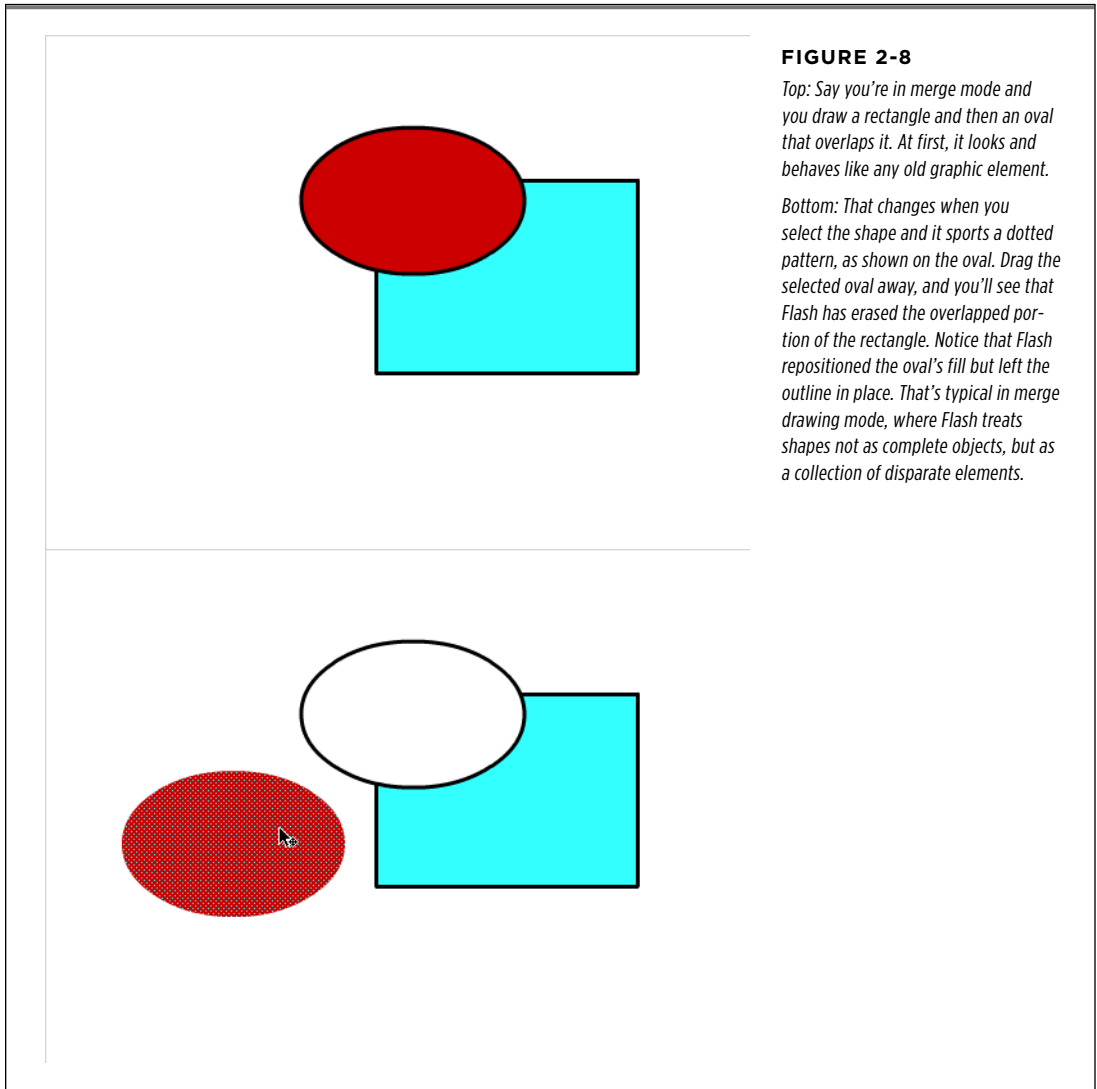 FIGURE 2-8
Top: Say you're in merge mode and
you draw a rectangle and then an oval
that overlaps it. At first, it looks and
behaves like any old graphic element.
Bottom: That changes when you
select the shape and it sports a dotted
pattern, as shown on the oval. Drag the
selected oval away, and you'll see that
Flash has erased the overlapped por-
tion of the rectangle. Notice that Flash
repositioned the oval's fill but left the
outline in place. That's typical in merge
drawing mode, where Flash treats
shapes not as complete objects, but as
a collection of disparate elements.